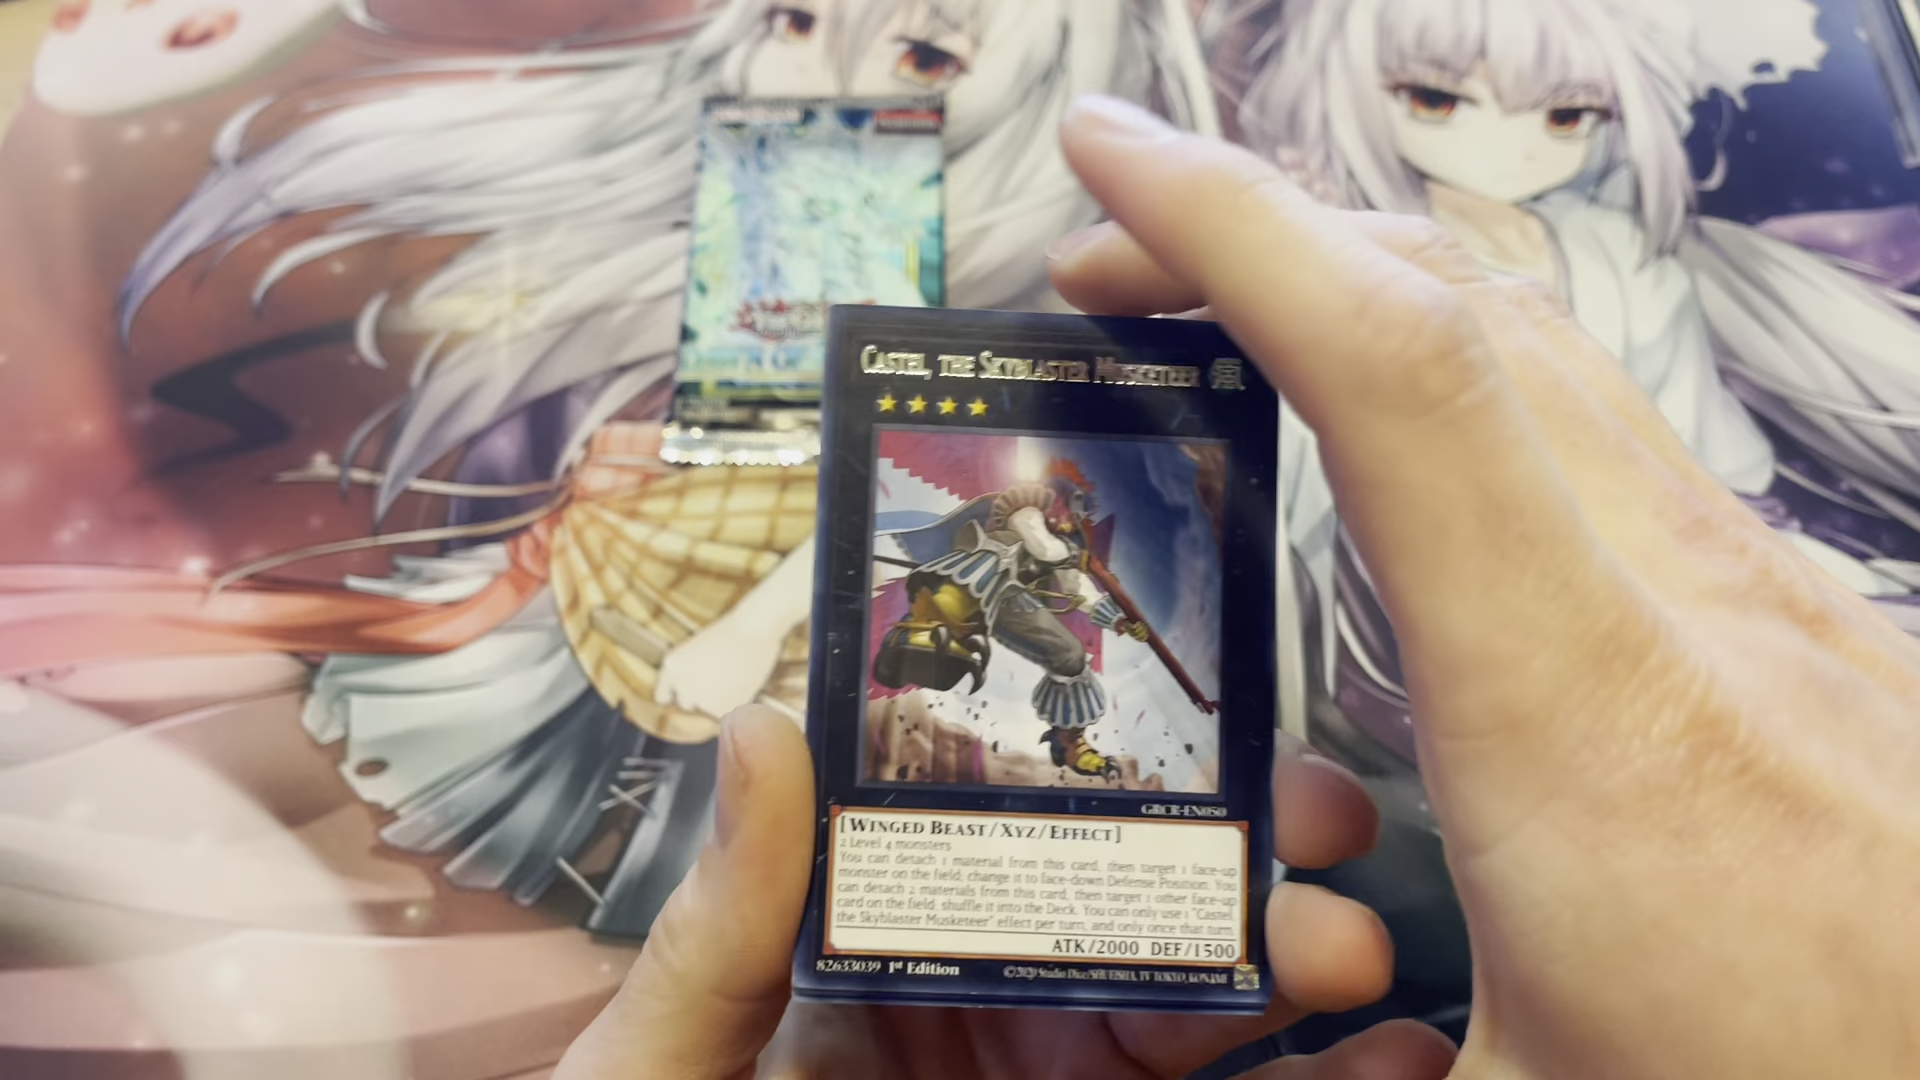 CASTEL, THE SKYBLASTER MUSKETEER
GRCR-EN050
[WINGED BEAST/XYZ/EFFECT]
2 Level 4 monsters
You can detach 1 material from this card, then target 1 face-up
monster on the field; change it to face-down Defense Position. You
can detach 2 materials from this card, then target 1 other face-up
card on the field; shuffle it into the Deck. You can only use 1 "Castel,
the Skyblaster Musketeer" effect per turn, and only once that turn.
ATK/2000 DEF/1500
82633039 1st Edition
©2020 Studio Dice/SHUEISHA, TV TOKYO, KONAMI